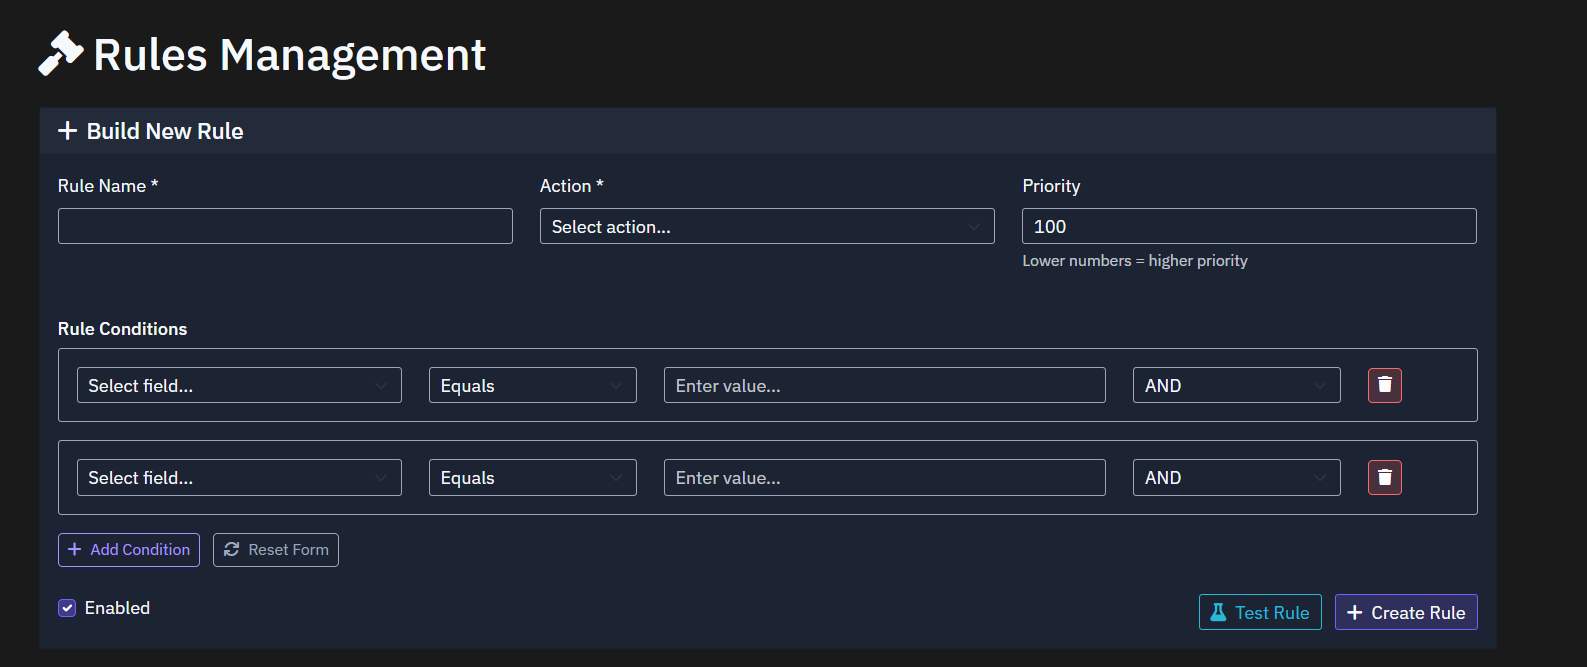 Rules Management
Build New Rule
Rule Name * Action * Priority
Select action... 100
Lower numbers = higher priority
Rule Conditions
Select field... Equals Enter value... AND
Select field... Equals Enter value... AND
Add Condition Reset Form
Enabled Test Rule Create Rule